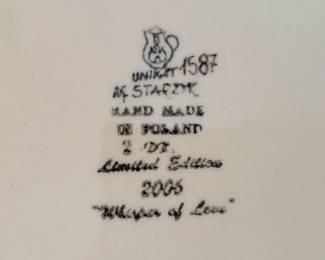 UNIKAT 1587
STARZYK
HAND MADE
IN POLAND
Limited Edition
2006
"Whisper of Love"